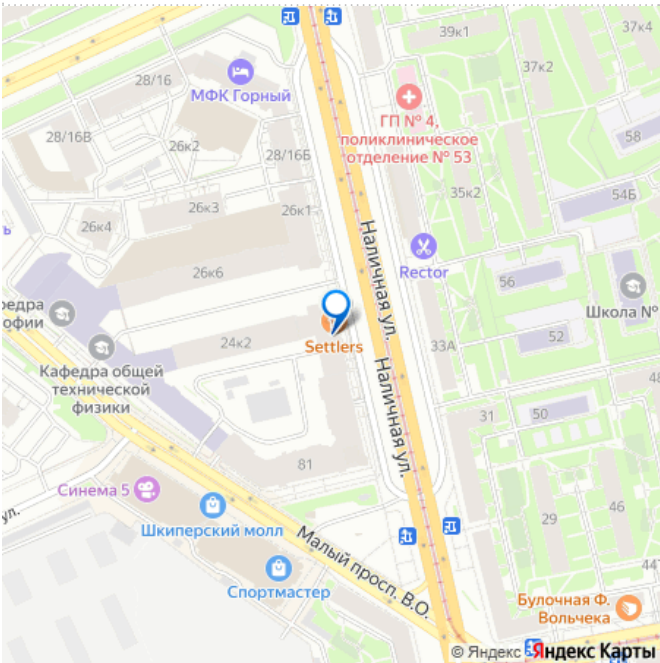 39к1
37к4
28/16
МФК Горный
37к2
ГП № 4,
поликлиническое
отделение № 53
28/16В
26к2
28/16Б
58
35к2
54Б
26к4
26к3
26к1
Наличная ул.
Rector
26к6
56
Школа №
офии
Settlers
24к2
33А
52
Кафедра общей
технической
физики
Наличная ул.
31
50
81
Синема 5
Шкиперский молл
29
46
ул.
Малый просп. В.О.
Спортмастер
Булочная Ф.
Вольчека
© Яндекс Яндекс Карты